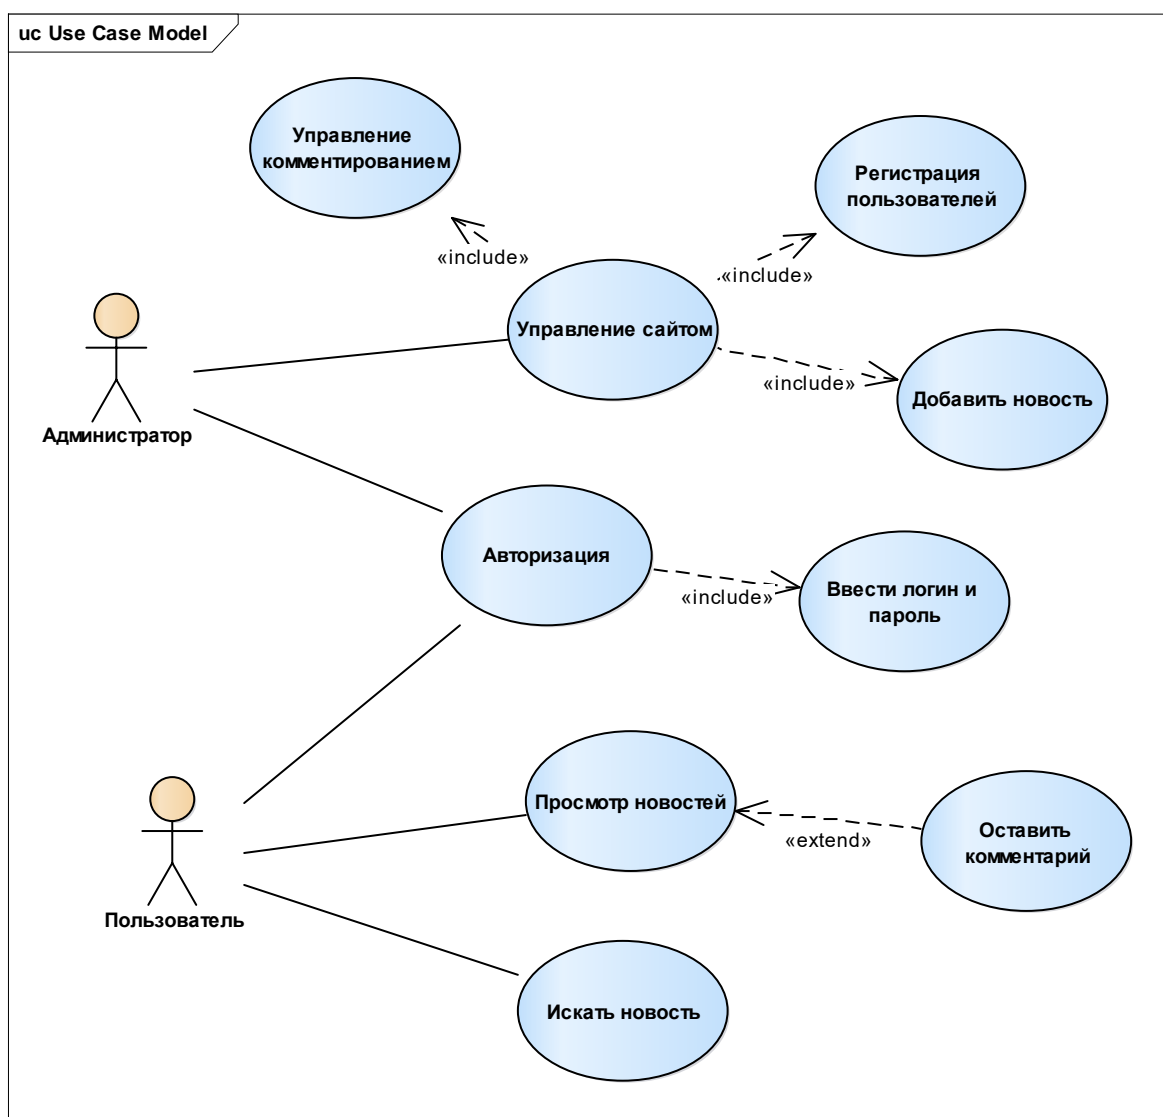 uc Use Case Model
Управление
комментированием
Регистрация
пользователей
«include»
«include»
Управление сайтом
«include»
Добавить новость
Администратор
Авторизация
«include»
Ввести логин и
пароль
Просмотр новостей
«extend»
Оставить
комментарий
Пользователь
Искать новость